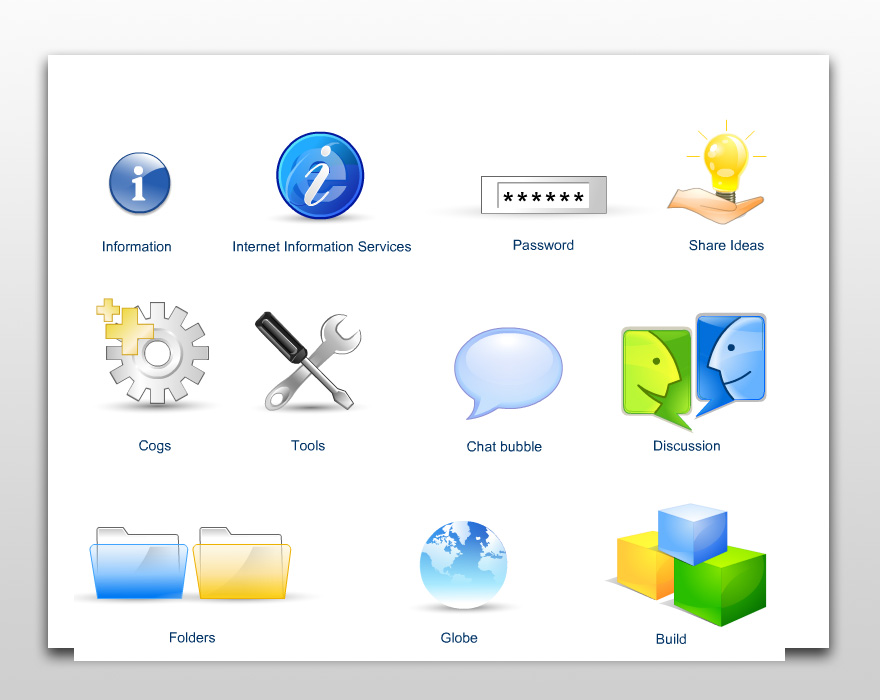 Information
Internet Information Services
******
Password
Share Ideas
Cogs
Tools
Chat bubble
Discussion
Folders
Globe
Build